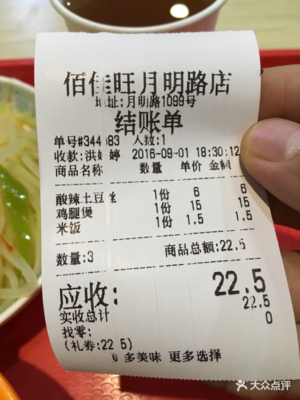 佰佳旺月明路店
地址:月明路1099号
结账单
单号#344 083 人数:1
收款:洪 婷 2016-09-01 18:30:12
商品名称 数量 单价 金额
酸辣土豆 1份 6 6
鸡腿煲 1份 15 15
米饭 1份 1.5 1.5
数量:3 商品总额:22.5
应收: 22.5
实收总计 22.5
找零: 0
(礼券:22.5)
多美味 更多选择
大众点评